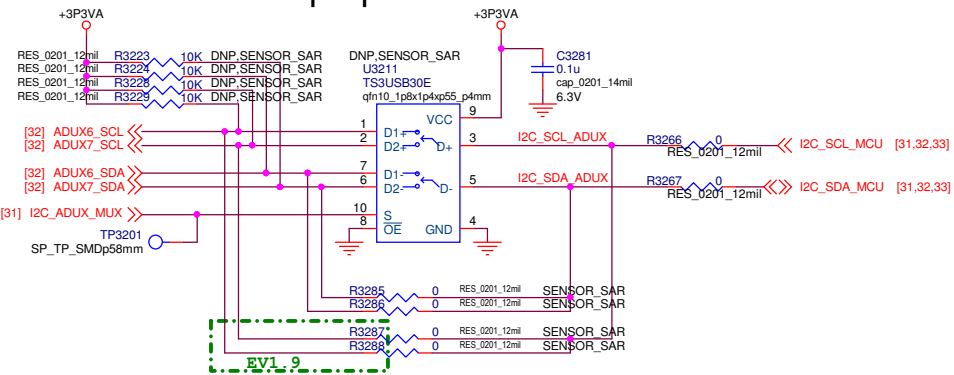 +3P3VA
+3P3VA
RES_0201_12mil R3223 10K DNP,SENSOR_SAR
RES_0201_12mil R3224 10K DNP,SENSOR_SAR
RES_0201_12mil R3228 10K DNP,SENSOR_SAR
RES_0201_12mil R3229 10K DNP,SENSOR_SAR
DNP,SENSOR_SAR
U3211
TS3USB30E
qfn10_1p8x1p4xp55_p4mm
C3281
0.1u
cap_0201_14mil
6.3V
VCC 9
[32] ADUX6_SCL 1 D1+ D+ 3 I2C_SCL_ADUX R3266 0 RES_0201_12mil I2C_SCL_MCU [31,32,33]
[32] ADUX7_SCL 2 D2+
[32] ADUX6_SDA 7 D1- D- 5 I2C_SDA_ADUX R3267 0 RES_0201_12mil I2C_SDA_MCU [31,32,33]
[32] ADUX7_SDA 6 D2-
[31] I2C_ADUX_MUX 10 S
8 OE GND 4
TP3201
SP_TP_SMDp58mm
R3285 0 RES_0201_12mil SENSOR_SAR
R3286 0 RES_0201_12mil SENSOR_SAR
R3287 0 RES_0201_12mil SENSOR_SAR
R3288 0 RES_0201_12mil SENSOR_SAR
EV1.9